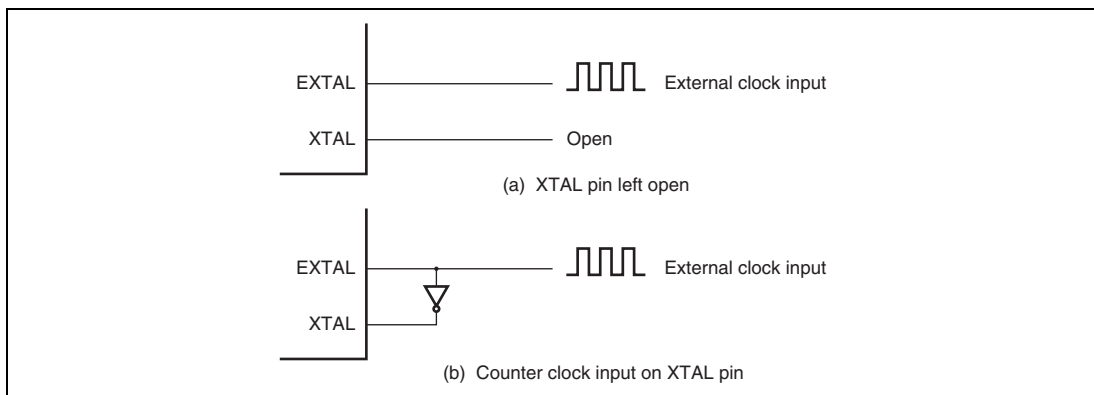 EXTAL External clock input
XTAL Open
(a) XTAL pin left open
EXTAL External clock input
XTAL
(b) Counter clock input on XTAL pin